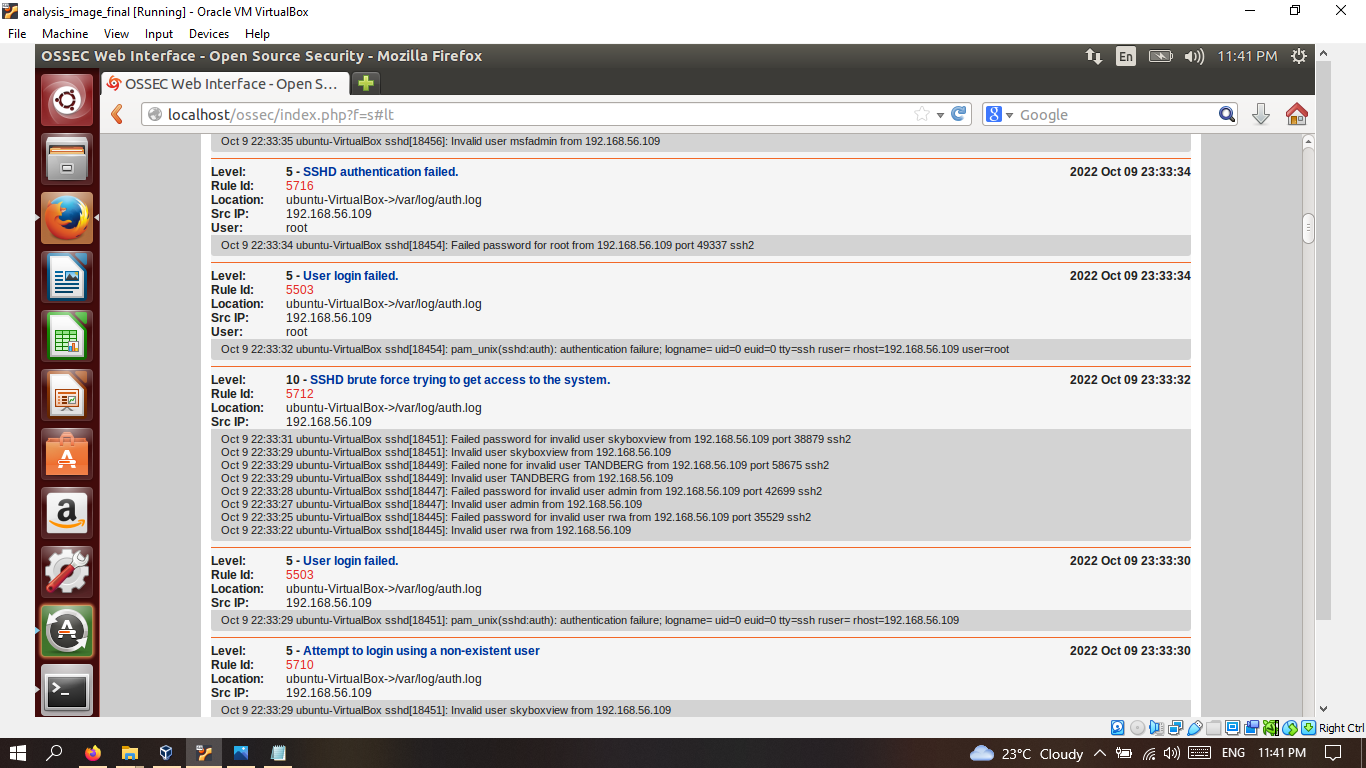 analysis_image_final [Running] - Oracle VM VirtualBox
File Machine View Input Devices Help
OSSEC Web Interface - Open Source Security - Mozilla Firefox
En
11:41 PM
OSSEC Web Interface - Open S...
localhost/ossec/index.php?f=s#lt
Google
Oct 9 22:33:35 ubuntu-VirtualBox sshd[18456]: Invalid user msfadmin from 192.168.56.109
Level: 5 - SSHD authentication failed. 2022 Oct 09 23:33:34
Rule Id: 5716
Location: ubuntu-VirtualBox->/var/log/auth.log
Src IP: 192.168.56.109
User: root
Oct 9 22:33:34 ubuntu-VirtualBox sshd[18454]: Failed password for root from 192.168.56.109 port 49337 ssh2
Level: 5 - User login failed. 2022 Oct 09 23:33:34
Rule Id: 5503
Location: ubuntu-VirtualBox->/var/log/auth.log
Src IP: 192.168.56.109
User: root
Oct 9 22:33:32 ubuntu-VirtualBox sshd[18454]: pam_unix(sshd:auth): authentication failure; logname= uid=0 euid=0 tty=ssh ruser= rhost=192.168.56.109 user=root
Level: 10 - SSHD brute force trying to get access to the system. 2022 Oct 09 23:33:32
Rule Id: 5712
Location: ubuntu-VirtualBox->/var/log/auth.log
Src IP: 192.168.56.109
Oct 9 22:33:31 ubuntu-VirtualBox sshd[18451]: Failed password for invalid user skyboxview from 192.168.56.109 port 38879 ssh2
Oct 9 22:33:29 ubuntu-VirtualBox sshd[18451]: Invalid user skyboxview from 192.168.56.109
Oct 9 22:33:29 ubuntu-VirtualBox sshd[18449]: Failed none for invalid user TANDBERG from 192.168.56.109 port 58675 ssh2
Oct 9 22:33:29 ubuntu-VirtualBox sshd[18449]: Invalid user TANDBERG from 192.168.56.109
Oct 9 22:33:28 ubuntu-VirtualBox sshd[18447]: Failed password for invalid user admin from 192.168.56.109 port 42699 ssh2
Oct 9 22:33:27 ubuntu-VirtualBox sshd[18447]: Invalid user admin from 192.168.56.109
Oct 9 22:33:25 ubuntu-VirtualBox sshd[18445]: Failed password for invalid user rwa from 192.168.56.109 port 35529 ssh2
Oct 9 22:33:22 ubuntu-VirtualBox sshd[18445]: Invalid user rwa from 192.168.56.109
Level: 5 - User login failed. 2022 Oct 09 23:33:30
Rule Id: 5503
Location: ubuntu-VirtualBox->/var/log/auth.log
Src IP: 192.168.56.109
Oct 9 22:33:29 ubuntu-VirtualBox sshd[18451]: pam_unix(sshd:auth): authentication failure; logname= uid=0 euid=0 tty=ssh ruser= rhost=192.168.56.109
Level: 5 - Attempt to login using a non-existent user 2022 Oct 09 23:33:30
Rule Id: 5710
Location: ubuntu-VirtualBox->/var/log/auth.log
Src IP: 192.168.56.109
Oct 9 22:33:29 ubuntu-VirtualBox sshd[18451]: Invalid user skyboxview from 192.168.56.109
Right Ctrl
23°C Cloudy
ENG
11:41 PM